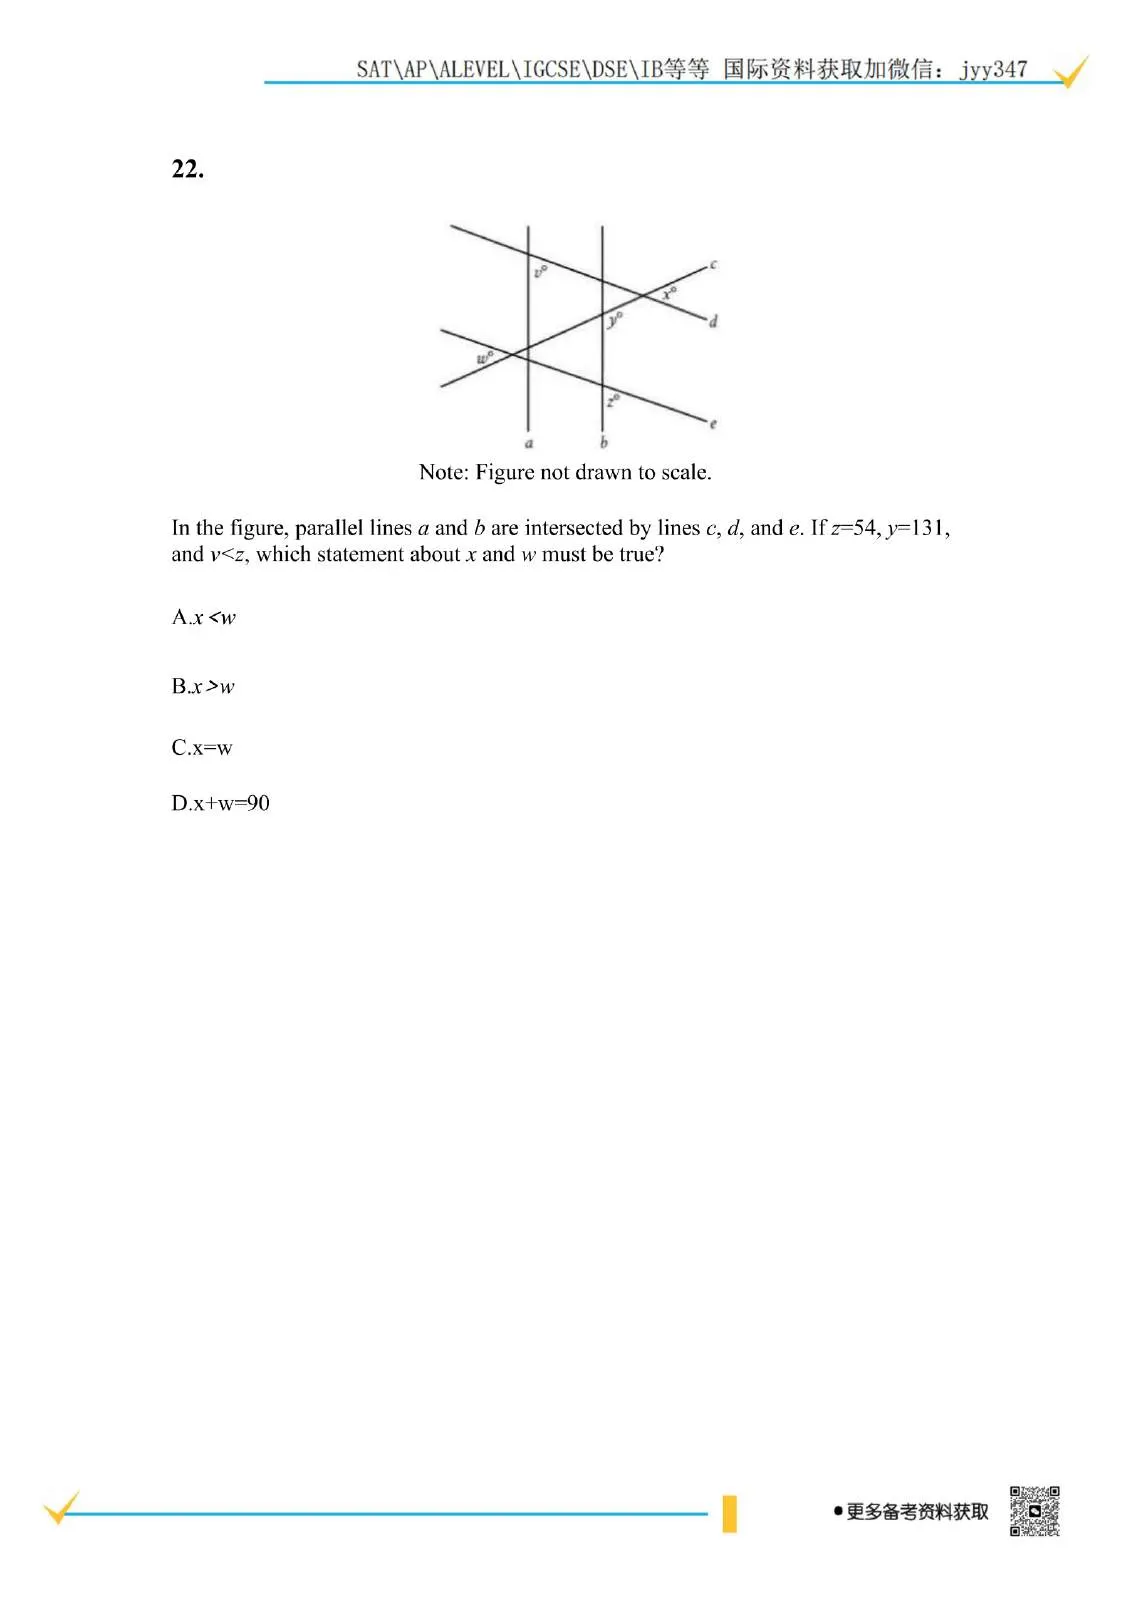 SAT\AP\ALEVEL\IGCSE\DSE\IB等等 国际资料获取加微信：jyy347
22.
c
v°
x°
y°
d
w°
z°
e
a
b
Note: Figure not drawn to scale.
In the figure, parallel lines a and b are intersected by lines c, d, and e. If z=54, y=131,
and v<z, which statement about x and w must be true?
A.x <w
B.x >w
C.x=w
D.x+w=90
●更多备考资料获取